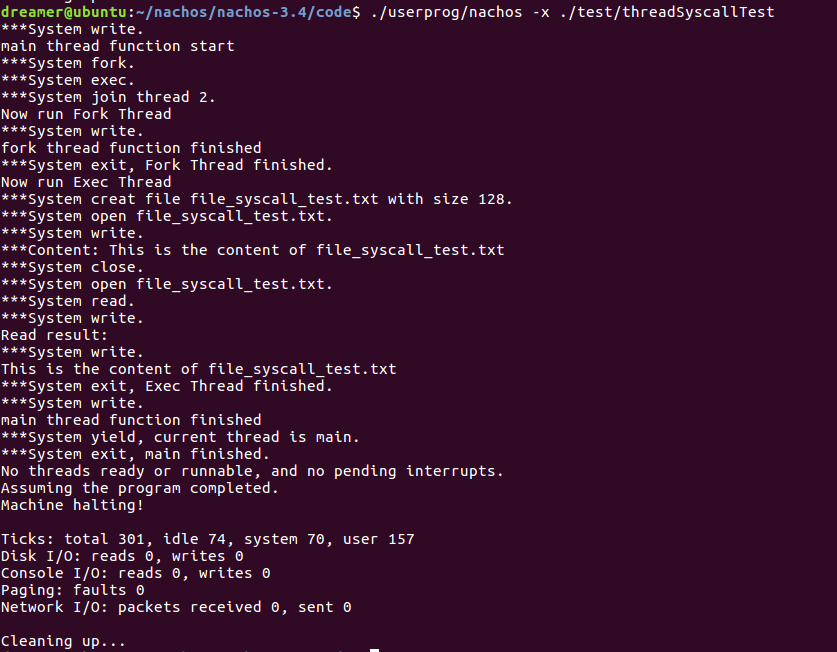 dreamer@ubuntu:~/nachos/nachos-3.4/code$ ./userprog/nachos -x ./test/threadSyscallTest
***System write.
main thread function start
***System fork.
***System exec.
***System join thread 2.
Now run Fork Thread
***System write.
fork thread function finished
***System exit, Fork Thread finished.
Now run Exec Thread
***System creat file file_syscall_test.txt with size 128.
***System open file_syscall_test.txt.
***System write.
***Content: This is the content of file_syscall_test.txt
***System close.
***System open file_syscall_test.txt.
***System read.
***System write.
Read result:
***System write.
This is the content of file_syscall_test.txt
***System exit, Exec Thread finished.
***System write.
main thread function finished
***System yield, current thread is main.
***System exit, main finished.
No threads ready or runnable, and no pending interrupts.
Assuming the program completed.
Machine halting!

Ticks: total 301, idle 74, system 70, user 157
Disk I/O: reads 0, writes 0
Console I/O: reads 0, writes 0
Paging: faults 0
Network I/O: packets received 0, sent 0

Cleaning up...